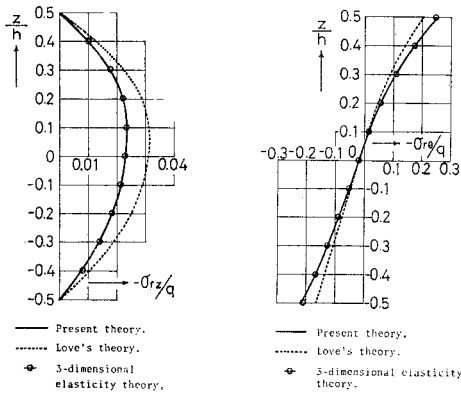 z/h
0.5
0.4
0.3
0.2
0.1
0
-0.1
-0.2
-0.3
-0.4
-0.5
0.01
0.04
-σrz/q
Present theory.
Love's theory.
3-dimensional
elasticity theory.
z/h
0.5
0.4
0.3
0.2
0.1
-0.3
-0.2
-0.1
0
0.1
0.2
0.3
-σrθ/q
-0.1
-0.2
-0.3
-0.4
-0.5
Present theory.
Love's theory.
3-dimensional elasticity
theory.